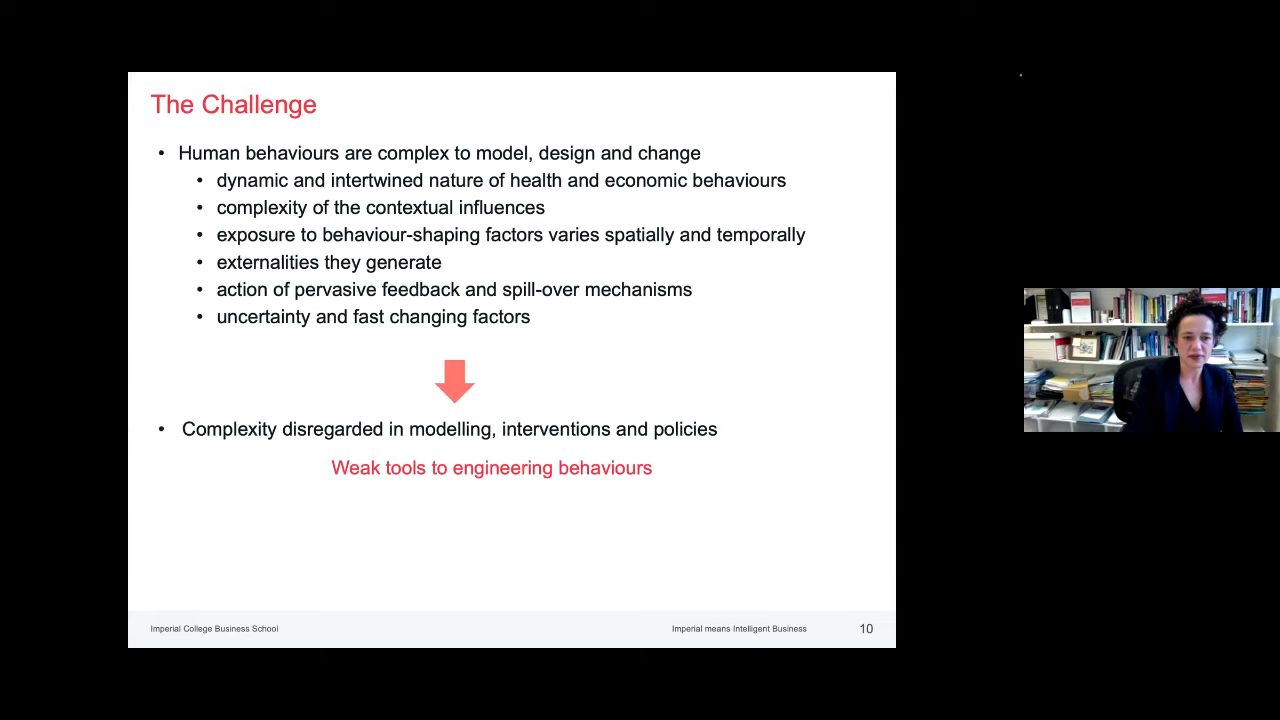 The Challenge
• Human behaviours are complex to model, design and change
• dynamic and intertwined nature of health and economic behaviours
• complexity of the contextual influences
• exposure to behaviour-shaping factors varies spatially and temporally
• externalities they generate
• action of pervasive feedback and spill-over mechanisms
• uncertainty and fast changing factors
• Complexity disregarded in modelling, interventions and policies
Weak tools to engineering behaviours
Imperial College Business School
Imperial means Intelligent Business
10